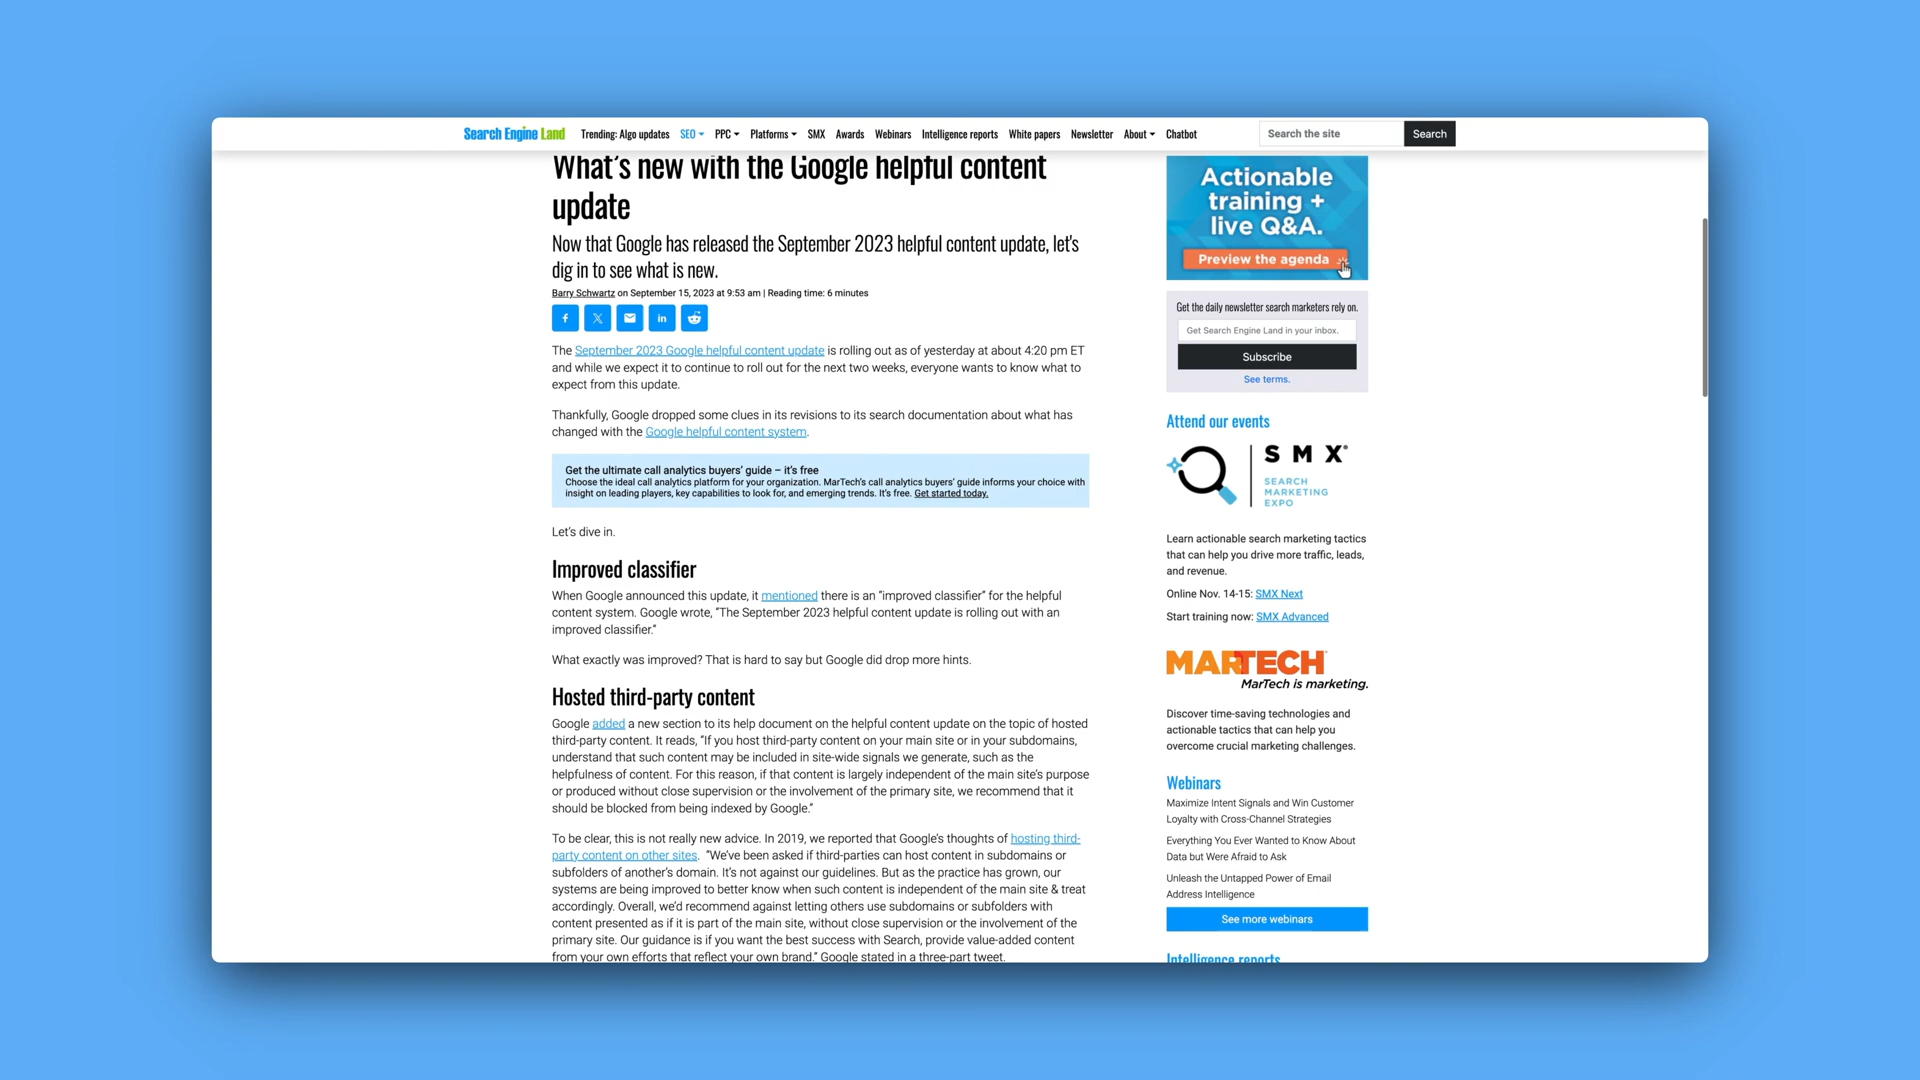 Search Engine Land
Trending: Algo updates
SEO
PPC
Platforms
SMX
Awards
Webinars
Intelligence reports
White papers
Newsletter
About
Chatbot
Search the site
Search
What's new with the Google helpful content
update
Now that Google has released the September 2023 helpful content update, let's
dig in to see what is new.
Barry Schwartz on September 15, 2023 at 9:53 am | Reading time: 6 minutes
The September 2023 Google helpful content update is rolling out as of yesterday at about 4:20 pm ET
and while we expect it to continue to roll out for the next two weeks, everyone wants to know what to
expect from this update.
Thankfully, Google dropped some clues in its revisions to its search documentation about what has
changed with the Google helpful content system.
Get the ultimate call analytics buyers' guide – it's free
Choose the ideal call analytics platform for your organization. MarTech's call analytics buyers' guide informs your choice with
insight on leading players, key capabilities to look for, and emerging trends. It's free. Get started today.
Let's dive in.
Improved classifier
When Google announced this update, it mentioned there is an "improved classifier" for the helpful
content system. Google wrote, "The September 2023 helpful content update is rolling out with an
improved classifier."
What exactly was improved? That is hard to say but Google did drop more hints.
Hosted third-party content
Google added a new section to its help document on the helpful content update on the topic of hosted
third-party content. It reads, "If you host third-party content on your main site or in your subdomains,
understand that such content may be included in site-wide signals we generate, such as the
helpfulness of content. For this reason, if that content is largely independent of the main site's purpose
or produced without close supervision or the involvement of the primary site, we recommend that it
should be blocked from being indexed by Google."
To be clear, this is not really new advice. In 2019, we reported that Google's thoughts of hosting third-
party content on other sites. "We've been asked if third-parties can host content in subdomains or
subfolders of another's domain. It's not against our guidelines. But as the practice has grown, our
systems are being improved to better know when such content is independent of the main site & treat
accordingly. Overall, we'd recommend against letting others use subdomains or subfolders with
content presented as if it is part of the main site, without close supervision or the involvement of the
primary site. Our guidance is if you want the best success with Search, provide value-added content
from your own efforts that reflect your own brand." Google stated in a three-part tweet.
Actionable
training +
live Q&A.
Preview the agenda
Get the daily newsletter search marketers rely on.
Get Search Engine Land in your inbox.
Subscribe
See terms.
Attend our events
SMX®
SEARCH
MARKETING
EXPO
Learn actionable search marketing tactics
that can help you drive more traffic, leads,
and revenue.
Online Nov. 14-15: SMX Next
Start training now: SMX Advanced
MARTECH
MarTech is marketing.
Discover time-saving technologies and
actionable tactics that can help you
overcome crucial marketing challenges.
Webinars
Maximize Intent Signals and Win Customer
Loyalty with Cross-Channel Strategies
Everything You Ever Wanted to Know About
Data but Were Afraid to Ask
Unleash the Untapped Power of Email
Address Intelligence
See more webinars
Intelligence reports